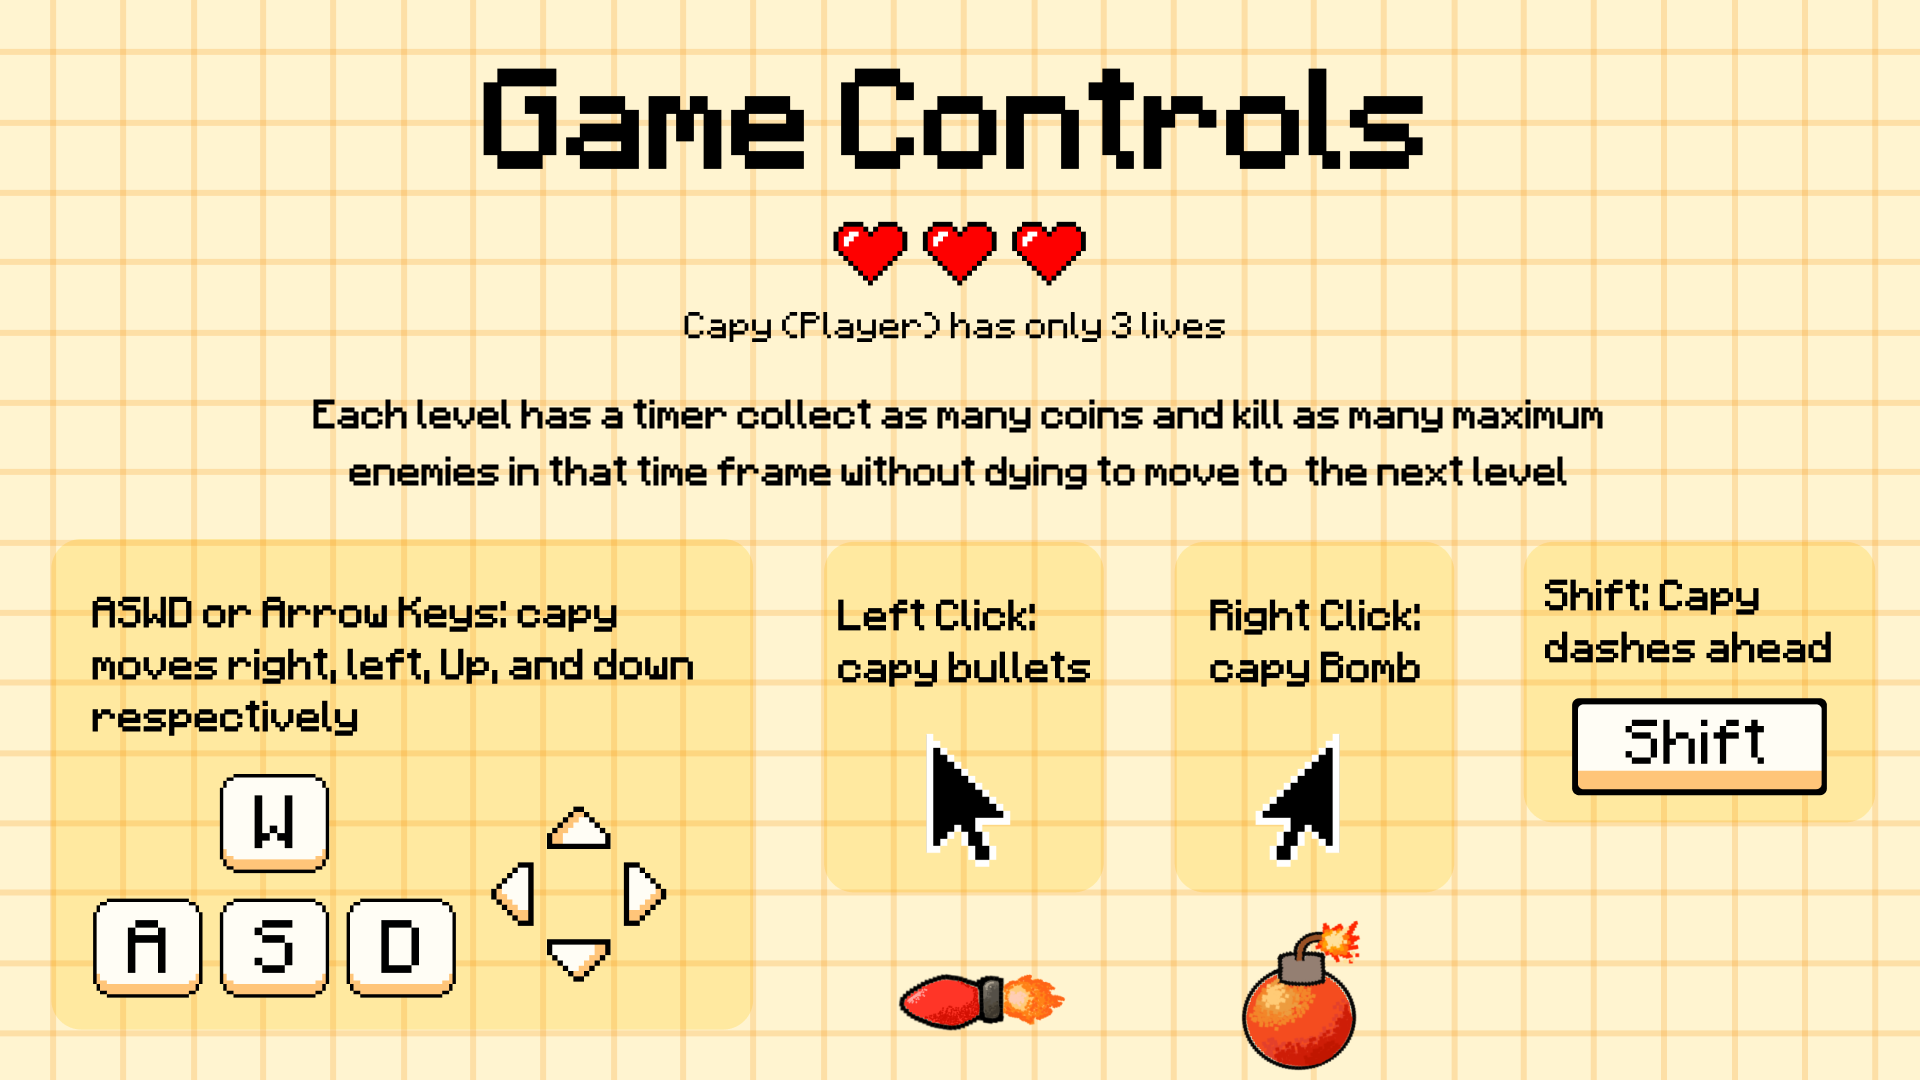 Game Controls
Capy (Player) has only 3 lives
Each level has a timer collect as many coins and kill as many maximum
enemies in that time frame without dying to move to the next level
ASWD or Arrow Keys: capy
moves right, left, Up, and down
respectively
W
A S D
Left Click:
capy bullets
Right Click:
capy Bomb
Shift: Capy
dashes ahead
Shift